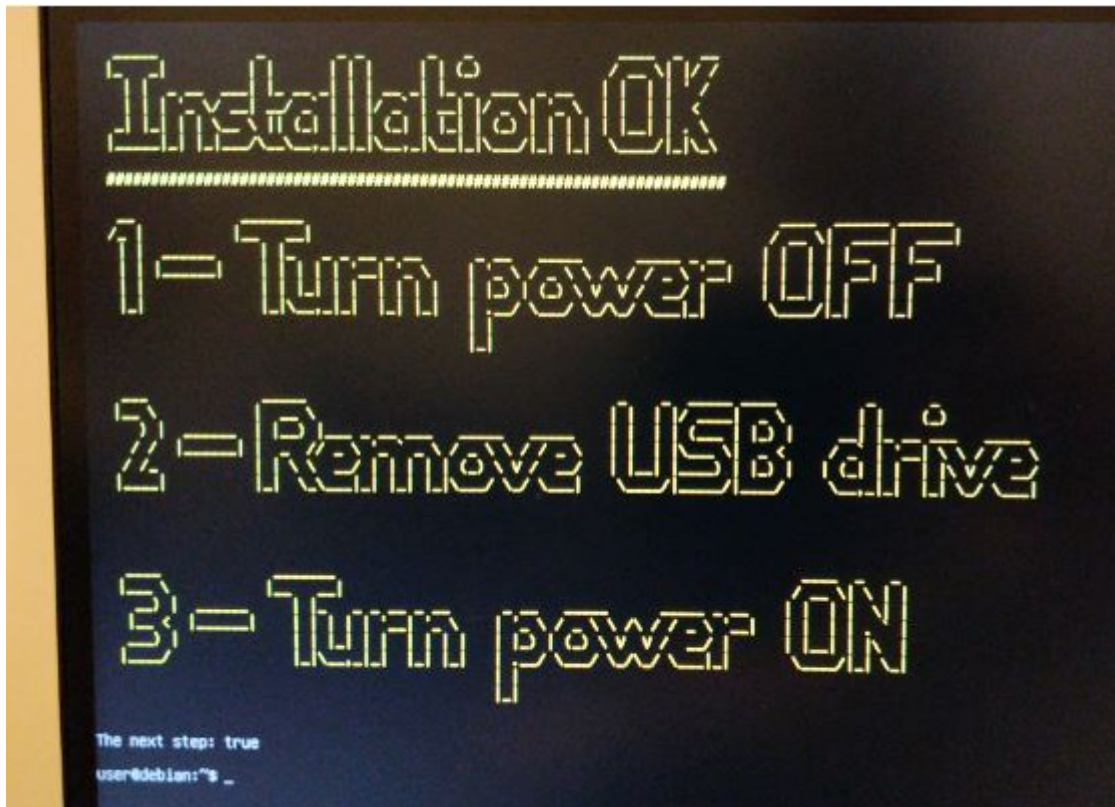 Installation OK
##########################################################################
1-Turn power OFF
2-Remove USB drive
3-Turn power ON
The next step: true
user@debian:~$ _